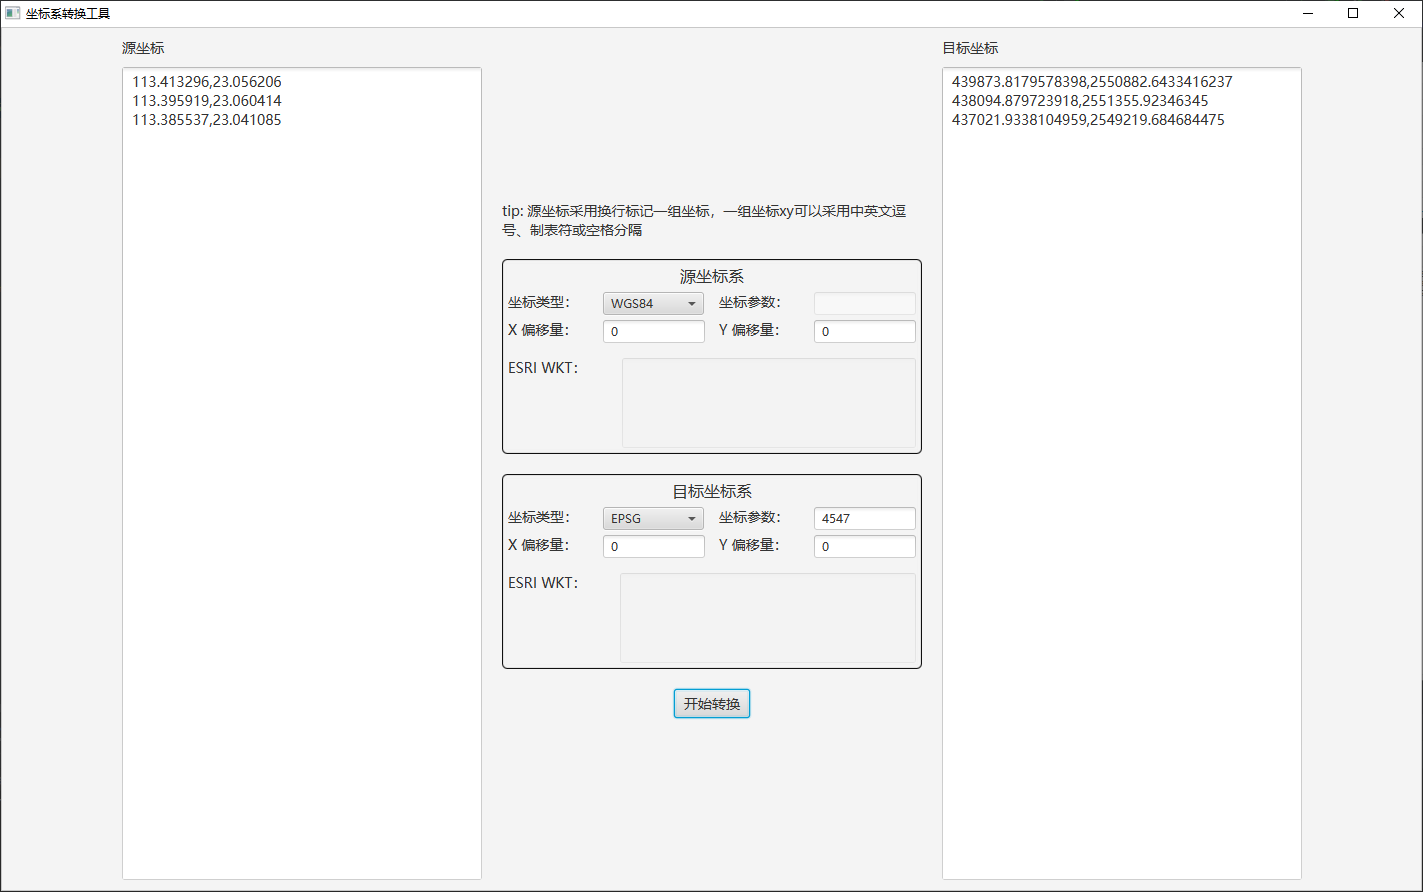 坐标系转换工具
源坐标
113.413296,23.056206
113.395919,23.060414
113.385537,23.041085
tip: 源坐标采用换行标记一组坐标，一组坐标xy可以采用中英文逗
号、制表符或空格分隔
源坐标系
坐标类型： WGS84 坐标参数：
X 偏移量： 0 Y 偏移量： 0
ESRI WKT：
目标坐标系
坐标类型： EPSG 坐标参数： 4547
X 偏移量： 0 Y 偏移量： 0
ESRI WKT：
开始转换
目标坐标
439873.8179578398,2550882.6433416237
438094.879723918,2551355.92346345
437021.9338104959,2549219.684684475